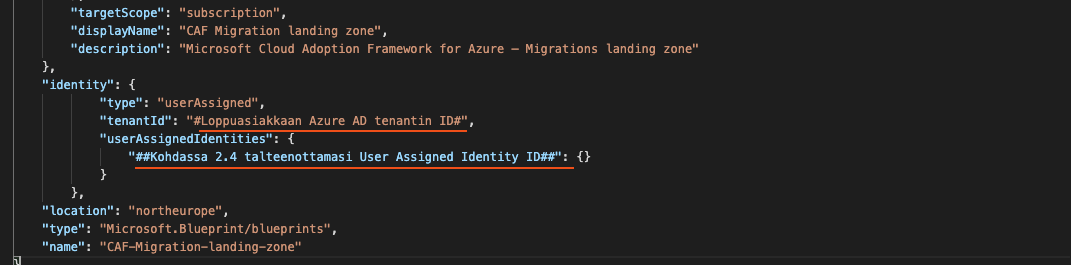 "targetScope": "subscription",
"displayName": "CAF Migration landing zone",
"description": "Microsoft Cloud Adoption Framework for Azure – Migrations landing zone"
},
"identity": {
"type": "userAssigned",
"tenantId": "#Loppuasiakkaan Azure AD tenantin ID#",
"userAssignedIdentities": {
"##Kohdassa 2.4 talteenottamasi User Assigned Identity ID##": {}
}
},
"location": "northeurope",
"type": "Microsoft.Blueprint/blueprints",
"name": "CAF-Migration-landing-zone"
}